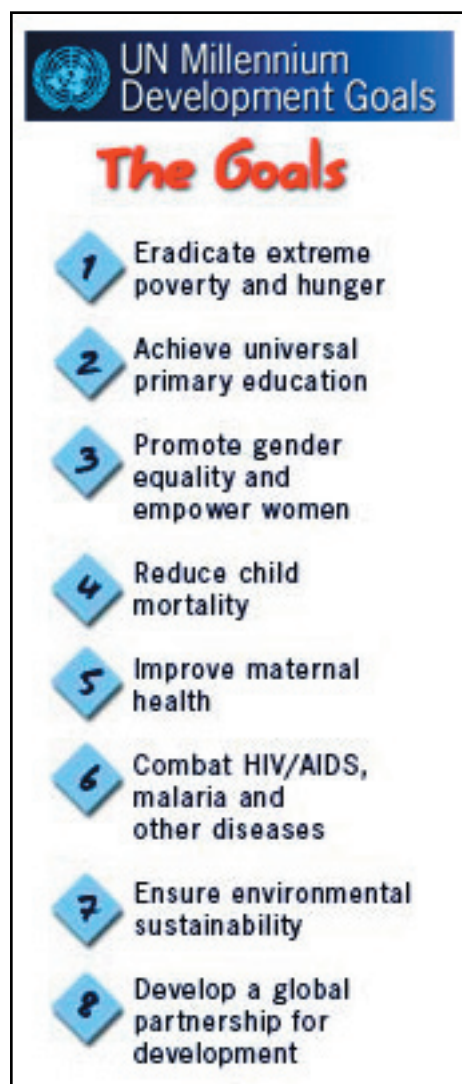 UN Millennium
Development Goals
The Goals
1
Eradicate extreme
poverty and hunger
2
Achieve universal
primary education
3
Promote gender
equality and
empower women
4
Reduce child
mortality
5
Improve maternal
health
6
Combat HIV/AIDS,
malaria and
other diseases
7
Ensure environmental
sustainability
8
Develop a global
partnership for
development